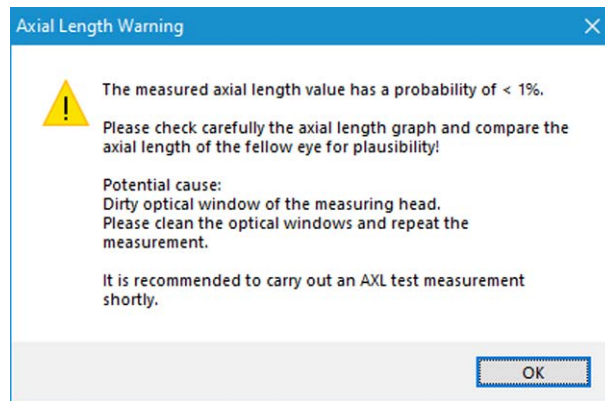 Axial Length Warning
The measured axial length value has a probability of < 1%.
Please check carefully the axial length graph and compare the
axial length of the fellow eye for plausibility!
Potential cause:
Dirty optical window of the measuring head.
Please clean the optical windows and repeat the
measurement.
It is recommended to carry out an AXL test measurement
shortly.
OK